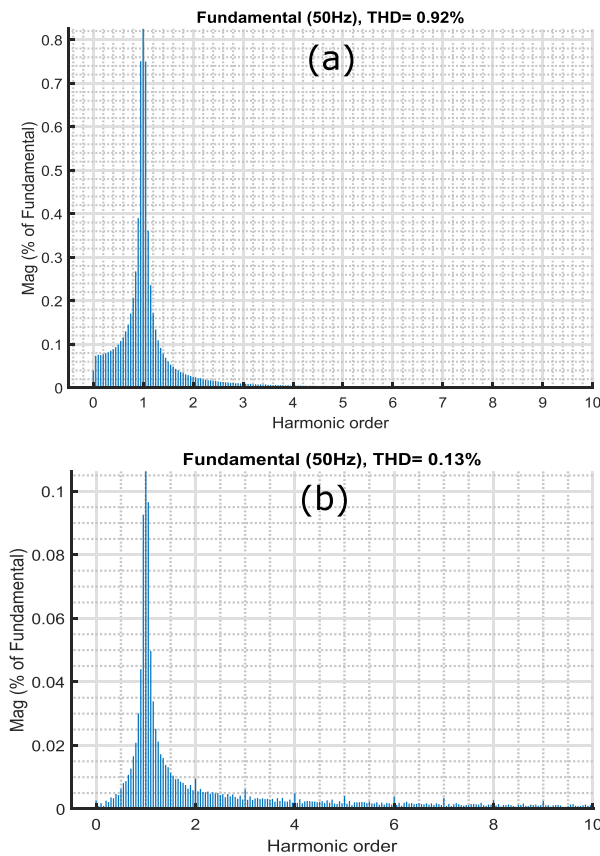 Fundamental (50Hz), THD= 0.92%
(a)
0.8
0.7
0.6
0.5
0.4
0.3
0.2
0.1
0
Mag (% of Fundamental)
0 1 2 3 4 5 6 7 8 9 10
Harmonic order
Fundamental (50Hz), THD= 0.13%
(b)
0.1
0.08
0.06
0.04
0.02
0
Mag (% of Fundamental)
0 2 4 6 8 10
Harmonic order